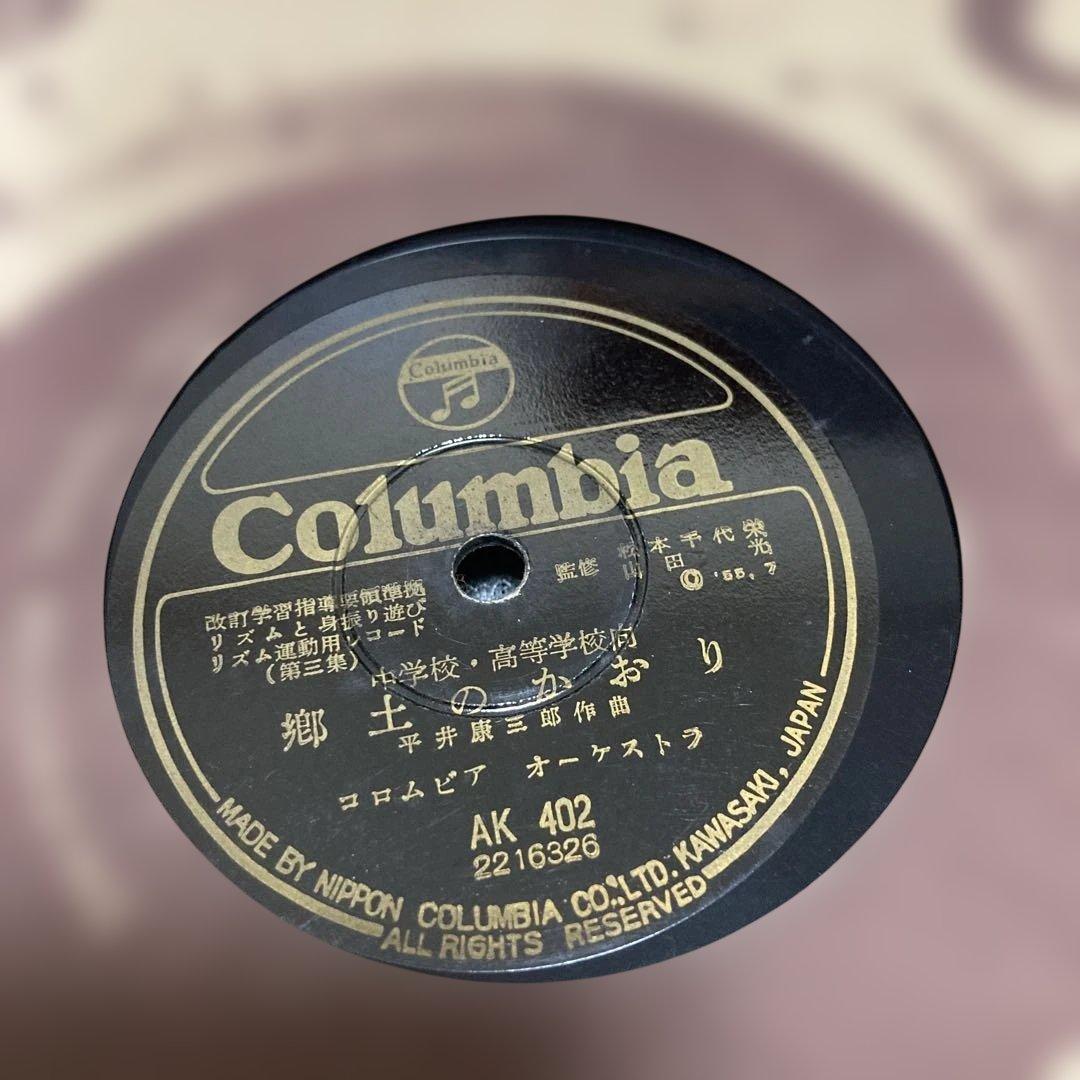 Columbia
Columbia
監修 松本千代栄
山田 光
Ⓒ '55. 7
改訂学習指導要領準拠
リズムと身振り遊び
リズム運動用レコード
(第三集)
中学校・高等学校向
郷土のかおり
平井康三郎作曲
コロムビア オーケストラ
AK 402
2216326
MADE BY NIPPON COLUMBIA CO., LTD. KAWASAKI, JAPAN
ALL RIGHTS RESERVED